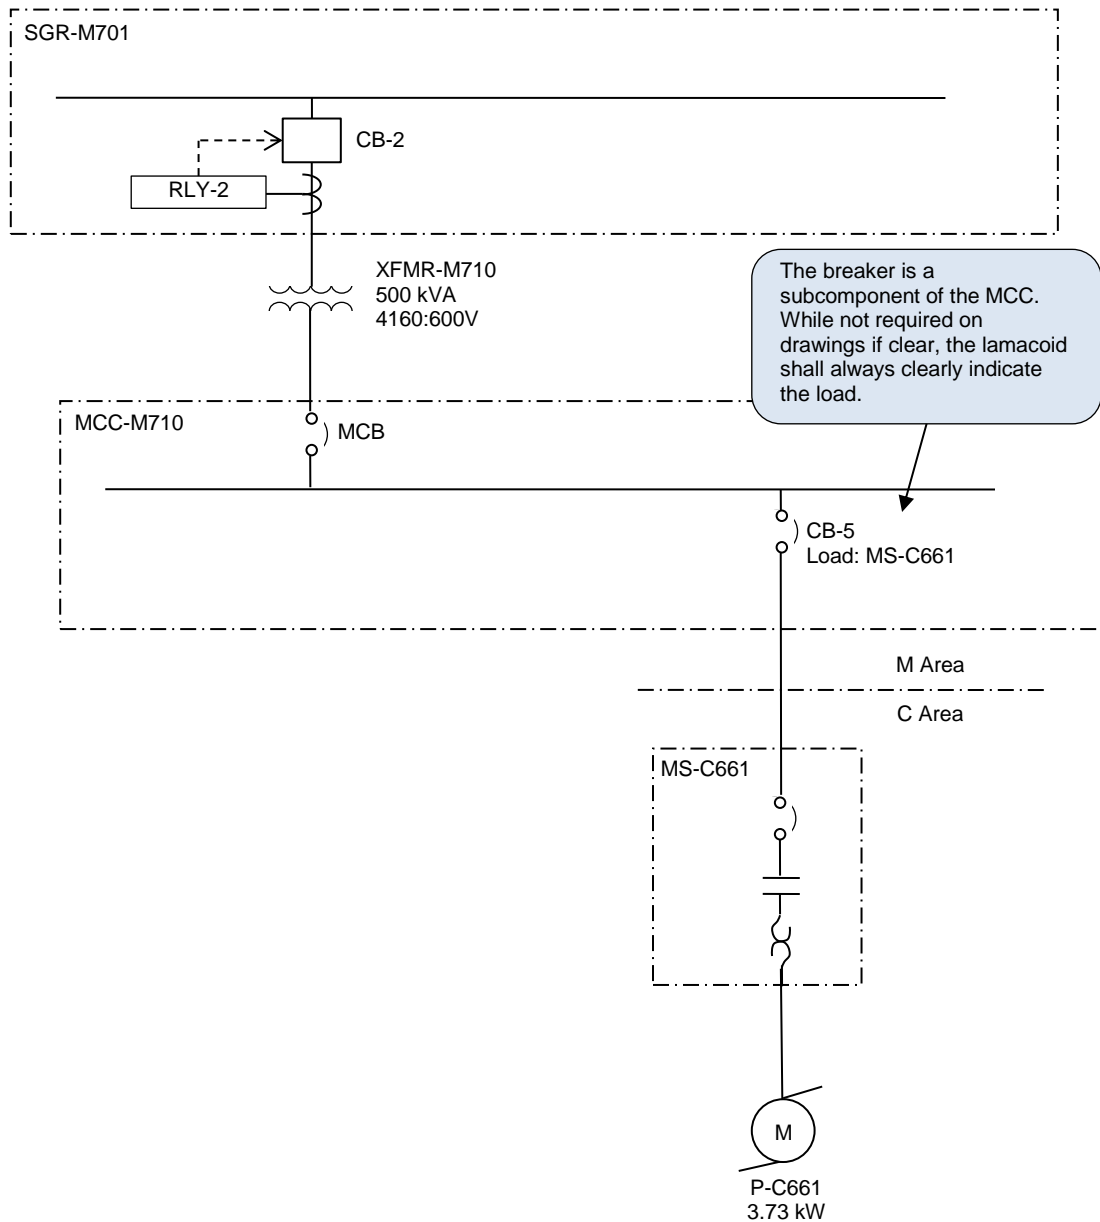 SGR-M701
CB-2
RLY-2
XFMR-M710
500 kVA
4160:600V
The breaker is a
subcomponent of the MCC.
While not required on
drawings if clear, the lamacoid
shall always clearly indicate
the load.
MCC-M710
MCB
CB-5
Load: MS-C661
M Area
C Area
MS-C661
M
P-C661
3.73 kW